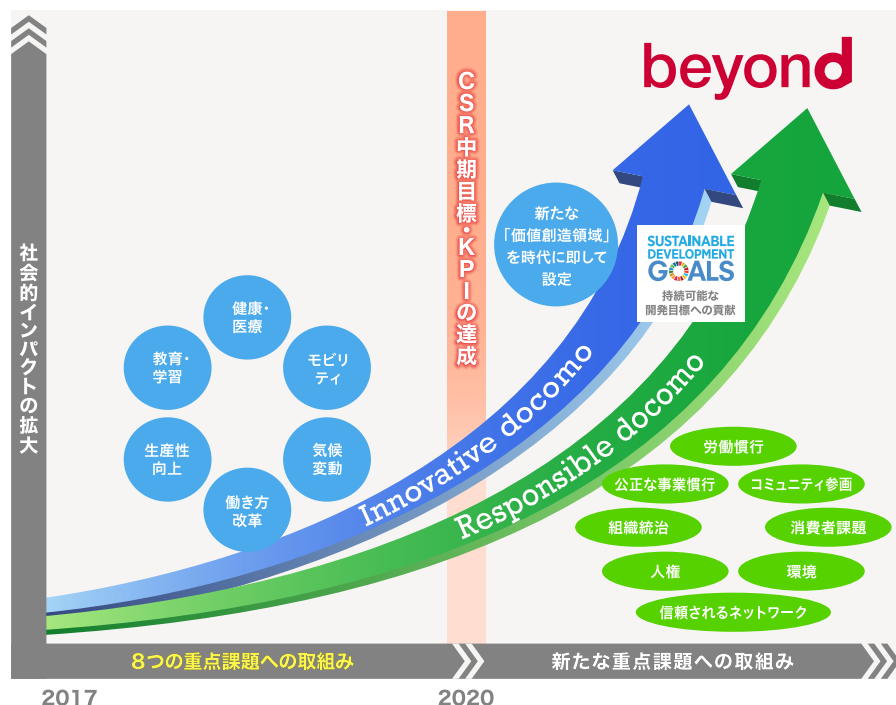 beyond
CSR中期目標・KPIの達成
社会的インパクトの拡大
新たな
「価値創造領域」
を時代に即して
設定
SUSTAINABLE
DEVELOPMENT
GOALS
持続可能な
開発目標への貢献
健康・
医療
教育・
学習
モビリ
ティ
生産性
向上
気候
変動
働き方
改革
Innovative docomo
Responsible docomo
労働慣行
公正な事業慣行
コミュニティ参画
組織統治
消費者課題
人権
環境
信頼されるネットワーク
8つの重点課題への取組み
新たな重点課題への取組み
2017
2020